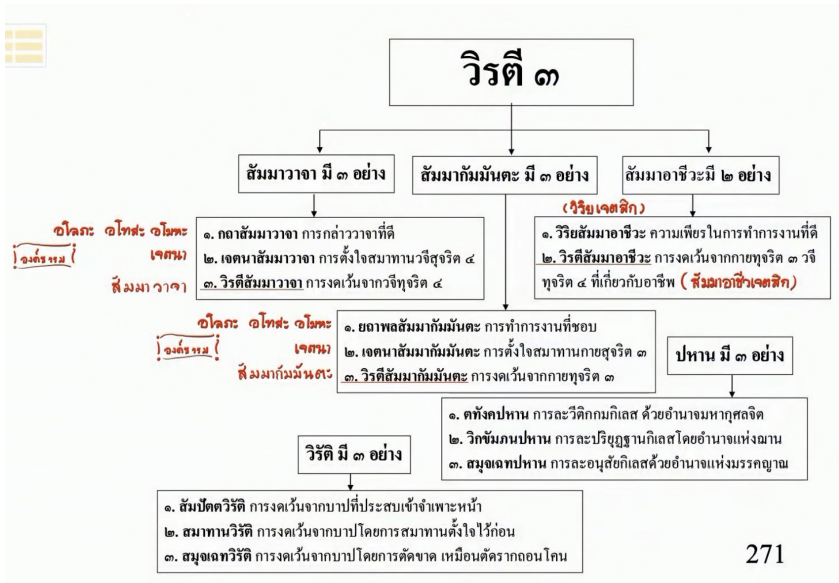 วิรตี ๓
สัมมาวาจา มี ๓ อย่าง
สัมมากัมมันตะ มี ๓ อย่าง
สัมมาอาชีวะมี ๒ อย่าง
(วิริยเจตสิก)
อโลภะ อโทสะ อโมหะ
องค์ธรรม
เจตนา
สัมมาวาจา
๑. กถาสัมมาวาจา การกล่าววาจาที่ดี
๒. เจตนาสัมมาวาจา การตั้งใจสมาทานวจีสุจริต ๔
๓. วิรตีสัมมาวาจา การงดเว้นจากวจีทุจริต ๔
๑. วิริยสัมมาอาชีวะ ความเพียรในการทำการงานที่ดี
๒. วิรตีสัมมาอาชีวะ การงดเว้นจากกายทุจริต ๓ วจี
ทุจริต ๔ ที่เกี่ยวกับอาชีพ (สัมมาอาชีวเจตสิก)
อโลภะ อโทสะ อโมหะ
องค์ธรรม
เจตนา
สัมมากัมมันตะ
๑. ยถาพลสัมมากัมมันตะ การทำการงานที่ชอบ
๒. เจตนาสัมมากัมมันตะ การตั้งใจสมาทานกายสุจริต ๓
๓. วิรตีสัมมากัมมันตะ การงดเว้นจากกายทุจริต ๓
ปหาน มี ๓ อย่าง
๑. ตทังคปหาน การละวีติกกมกิเลส ด้วยอำนาจมหากุศลจิต
๒. วิกขัมภนปหาน การละปริยุฏฐานกิเลสโดยอำนาจแห่งฌาน
๓. สมุจเฉทปหาน การละอนุสัยกิเลสด้วยอำนาจแห่งมรรคญาณ
วิรัติ มี ๓ อย่าง
๑. สัมปัตตวิรัติ การงดเว้นจากบาปที่ประสบเข้าจำเพาะหน้า
๒. สมาทานวิรัติ การงดเว้นจากบาปโดยการสมาทานตั้งใจไว้ก่อน
๓. สมุจเฉทวิรัติ การงดเว้นจากบาปโดยการตัดขาด เหมือนตัดรากถอนโคน
271